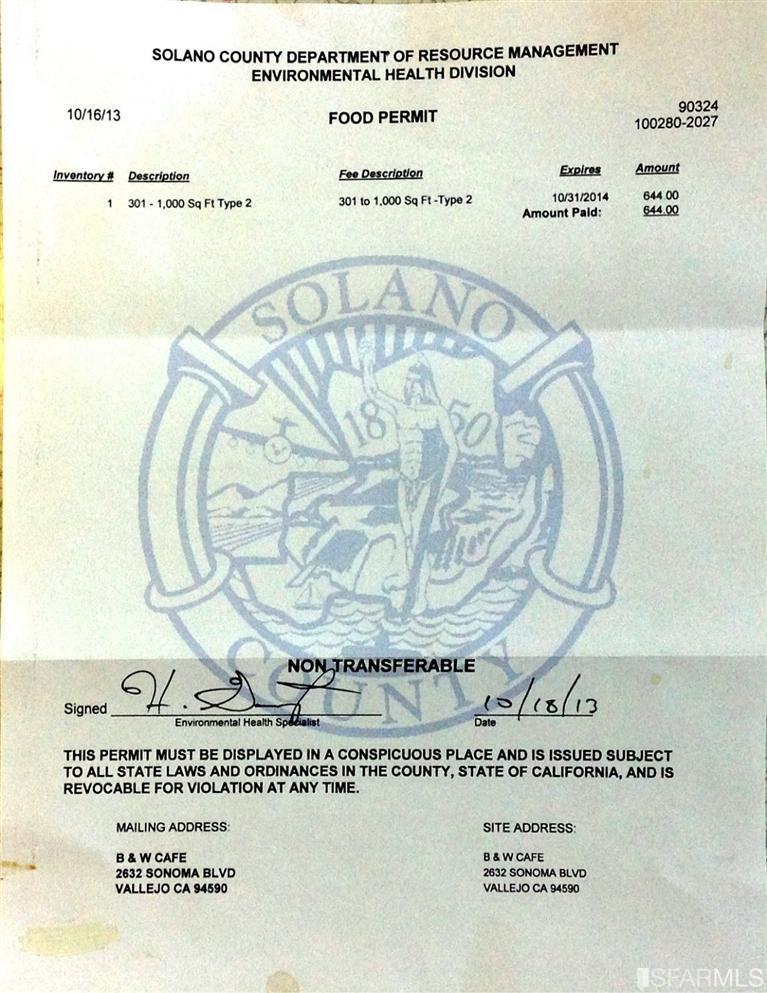 SOLANO COUNTY DEPARTMENT OF RESOURCE MANAGEMENT
ENVIRONMENTAL HEALTH DIVISION
10/16/13 FOOD PERMIT 90324
100280-2027
Inventory # Description Fee Description Expires Amount
1 301 - 1,000 Sq Ft Type 2 301 to 1,000 Sq Ft -Type 2 10/31/2014 644.00
Amount Paid: 644.00
SOLANO
18 50
COUNTY
NON TRANSFERABLE
Signed H. 10/18/13
Environmental Health Specialist Date
THIS PERMIT MUST BE DISPLAYED IN A CONSPICUOUS PLACE AND IS ISSUED SUBJECT
TO ALL STATE LAWS AND ORDINANCES IN THE COUNTY, STATE OF CALIFORNIA, AND IS
REVOCABLE FOR VIOLATION AT ANY TIME.
MAILING ADDRESS: SITE ADDRESS:
B & W CAFE B & W CAFE
2632 SONOMA BLVD 2632 SONOMA BLVD
VALLEJO CA 94590 VALLEJO CA 94590
SFARMLS